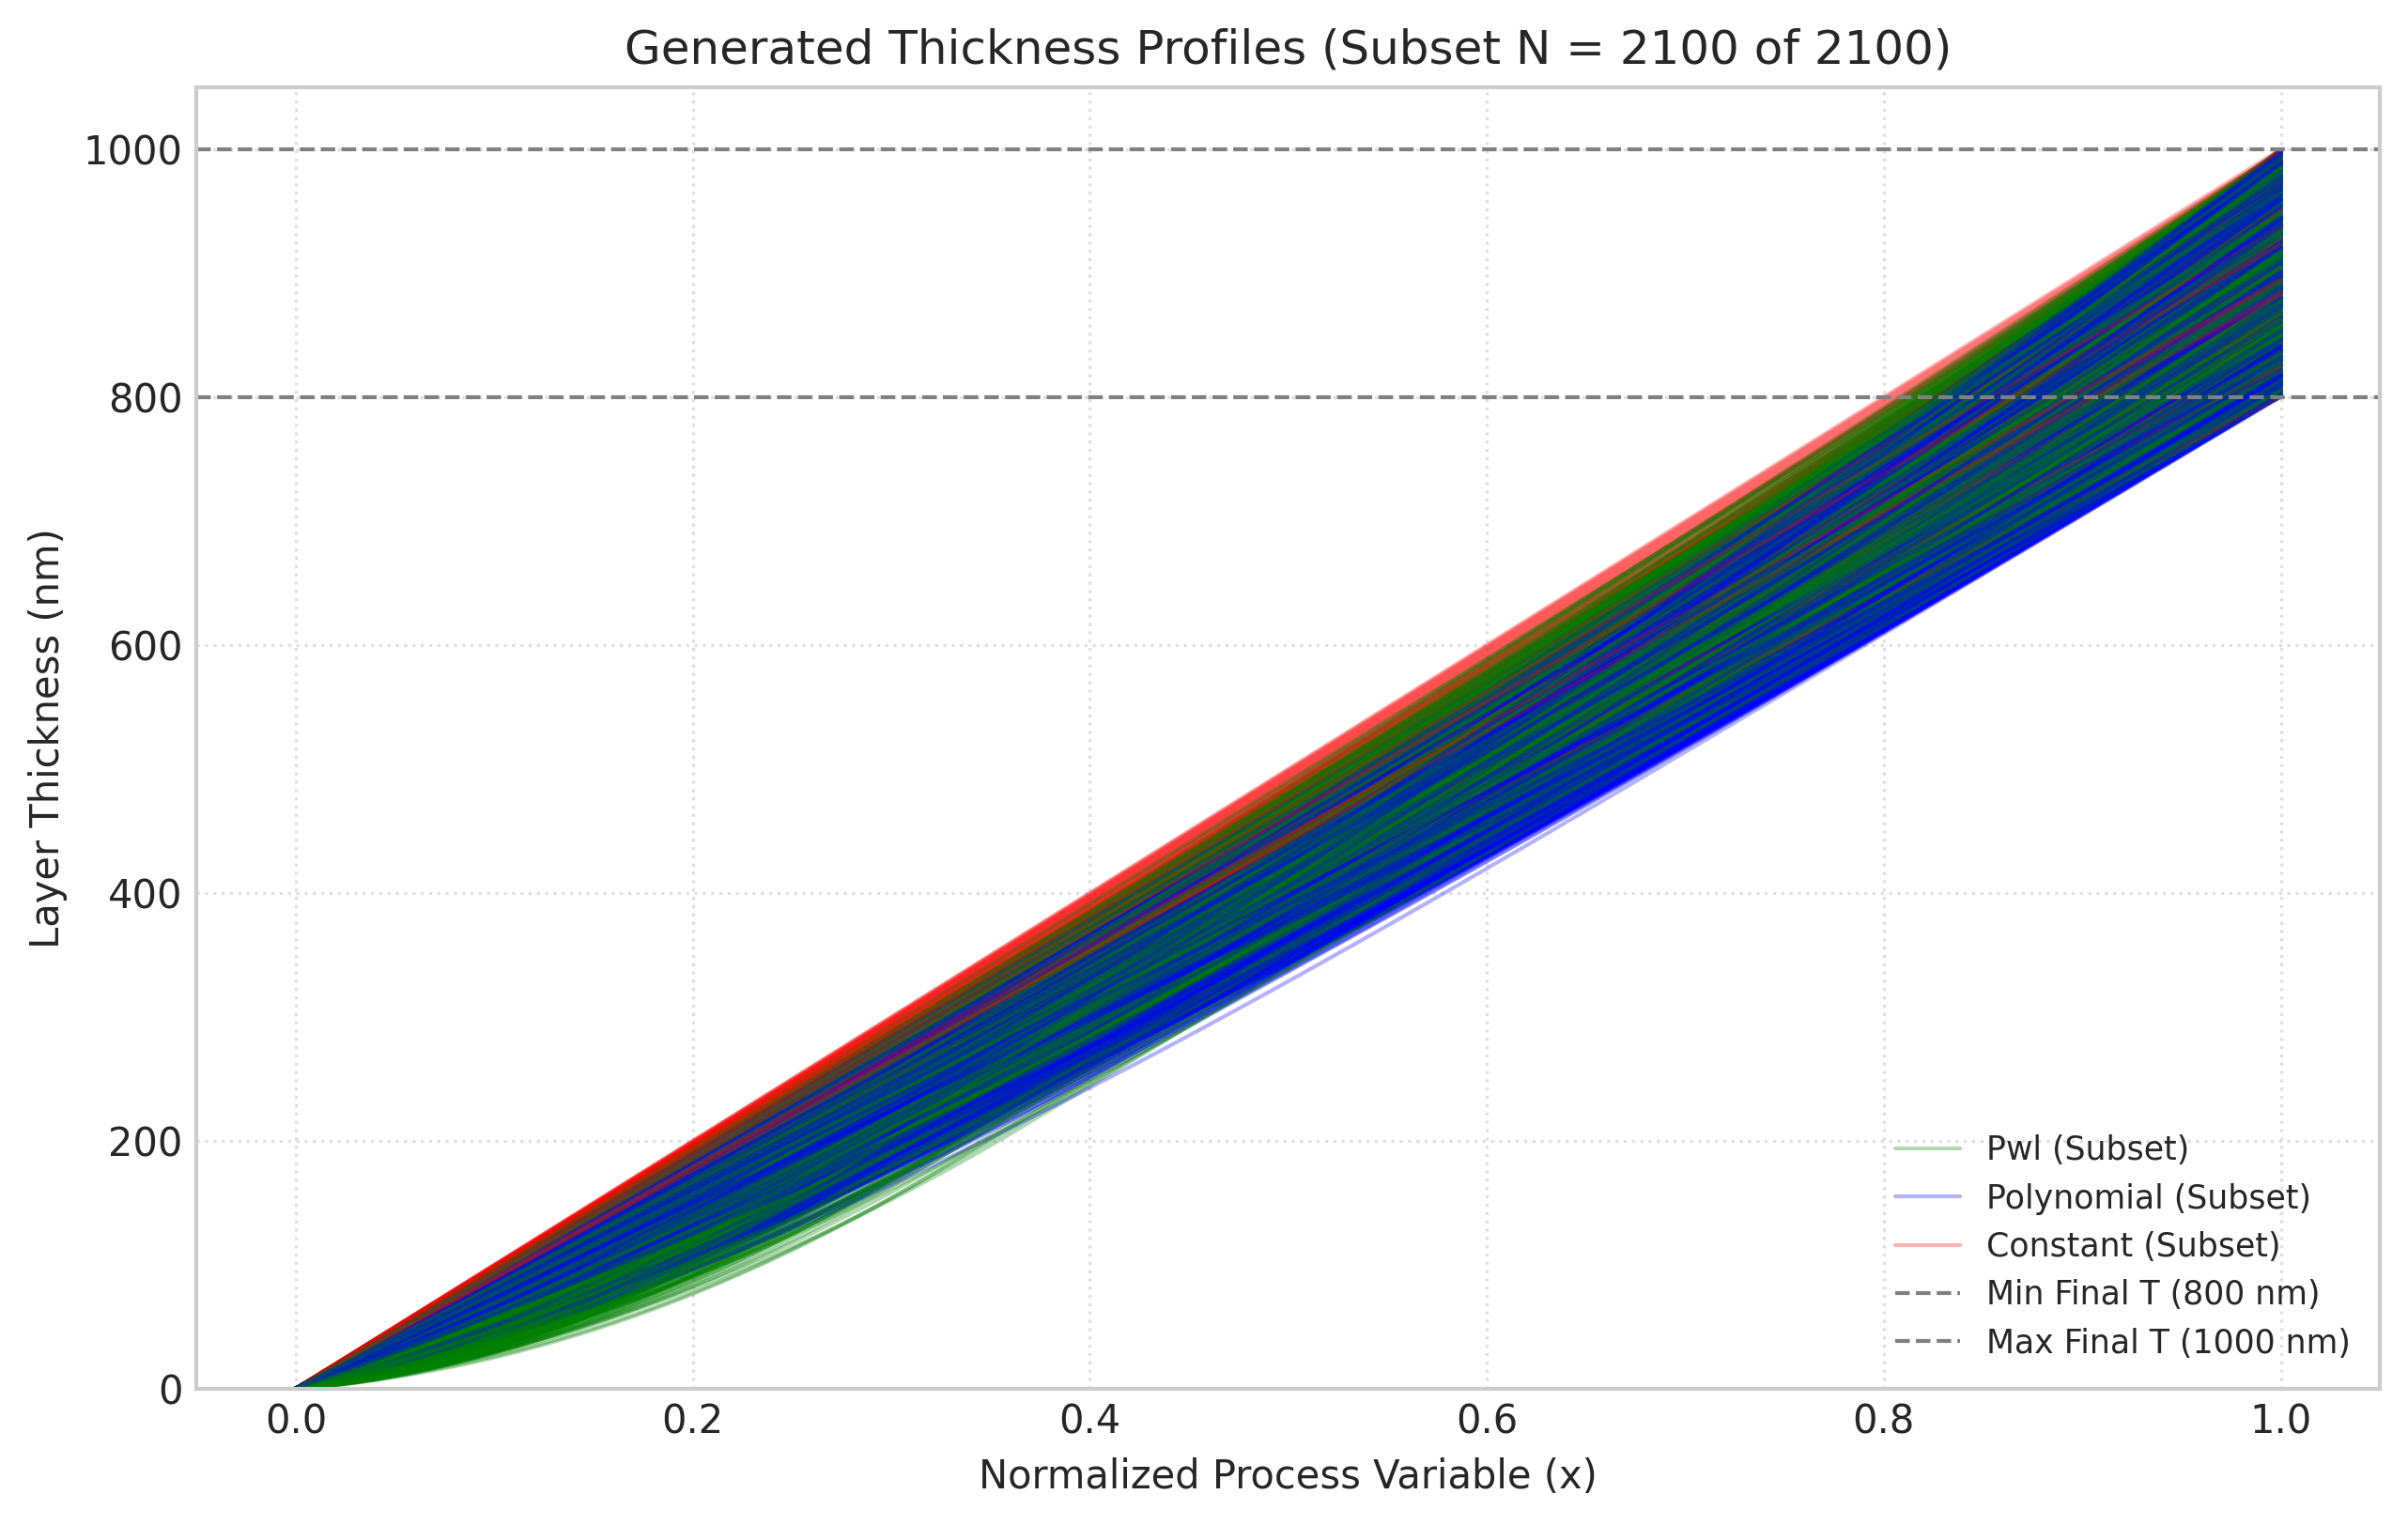 Generated Thickness Profiles (Subset N = 2100 of 2100)
Layer Thickness (nm)
1000
800
600
400
200
0
0.0 0.2 0.4 0.6 0.8 1.0
Normalized Process Variable (x)
Pwl (Subset)
Polynomial (Subset)
Constant (Subset)
Min Final T (800 nm)
Max Final T (1000 nm)